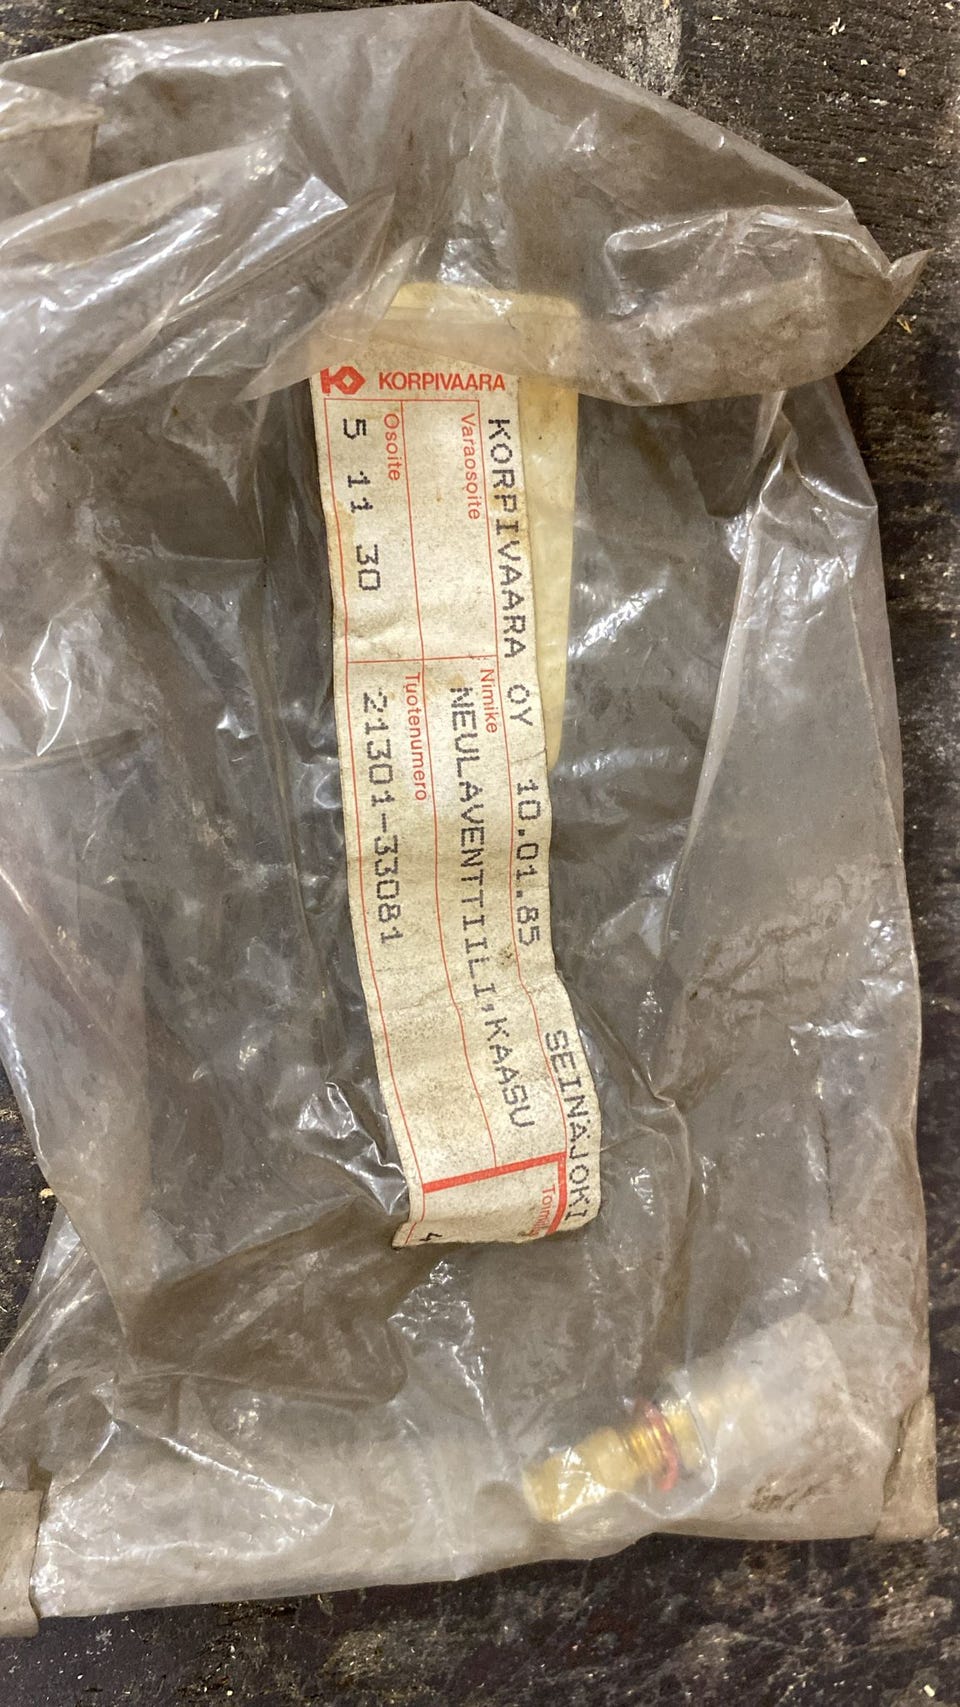 KORPIVAARA
KORPIVAARA OY 10.01.85 SEINÄJOKI
Varaosoite
Nimike
NEULAVENTTIILI,KAASU
Osoite
Tuotenumero
5 11 30
21301-33081